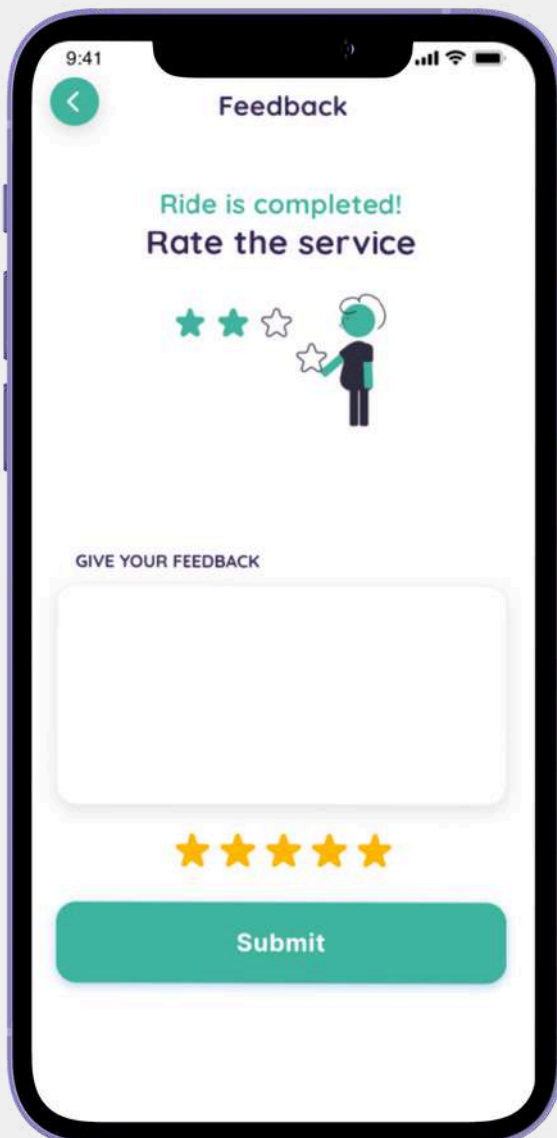 9:41
Feedback
Ride is completed!
Rate the service
GIVE YOUR FEEDBACK
Submit